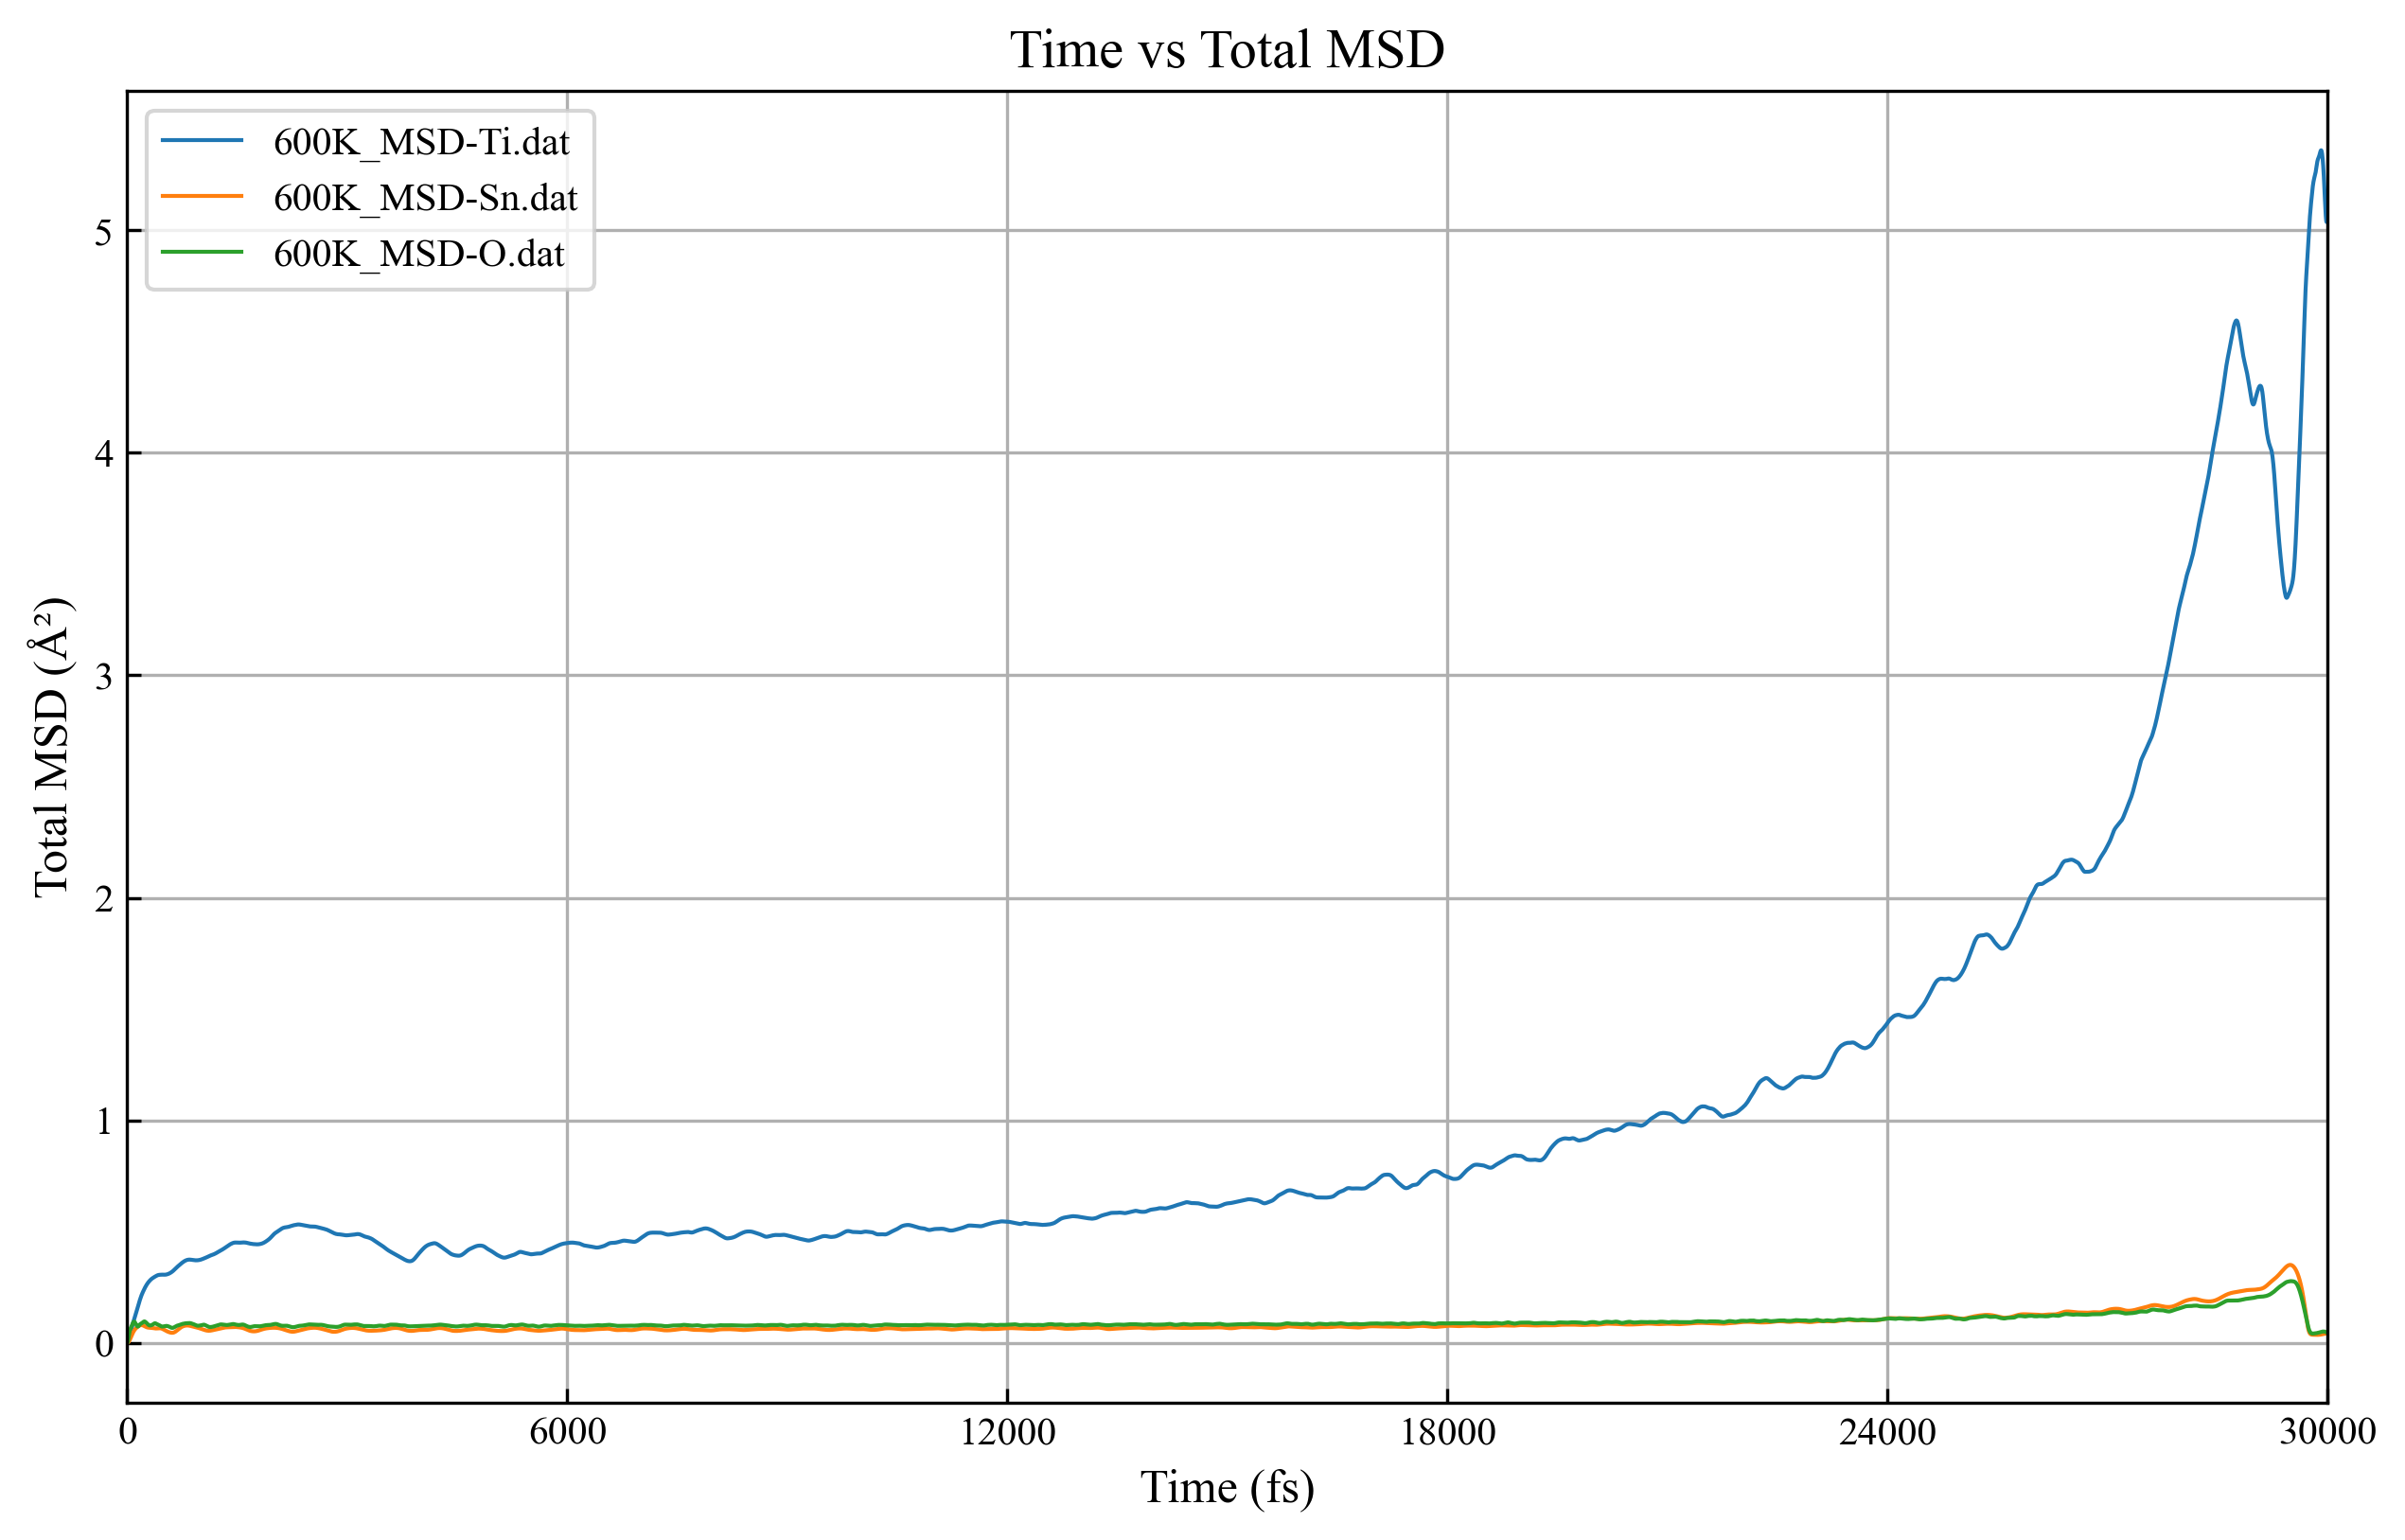 Time vs Total MSD
600K_MSD-Ti.dat
600K_MSD-Sn.dat
600K_MSD-O.dat
5
4
3
2
1
0
Total MSD (Å²)
0 6000 12000 18000 24000 30000
Time (fs)